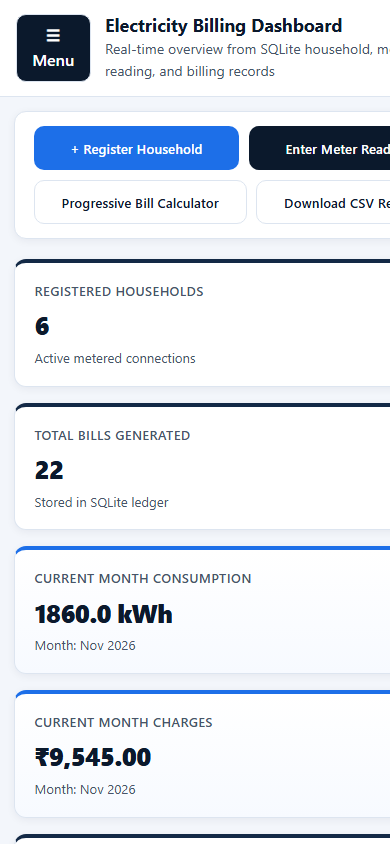 ☰
Menu
Electricity Billing Dashboard
Real-time overview from SQLite household,
reading, and billing records
+ Register Household
Enter Meter
Progressive Bill Calculator
Download CSV
REGISTERED HOUSEHOLDS
6
Active metered connections
TOTAL BILLS GENERATED
22
Stored in SQLite ledger
CURRENT MONTH CONSUMPTION
1860.0 kWh
Month: Nov 2026
CURRENT MONTH CHARGES
₹9,545.00
Month: Nov 2026